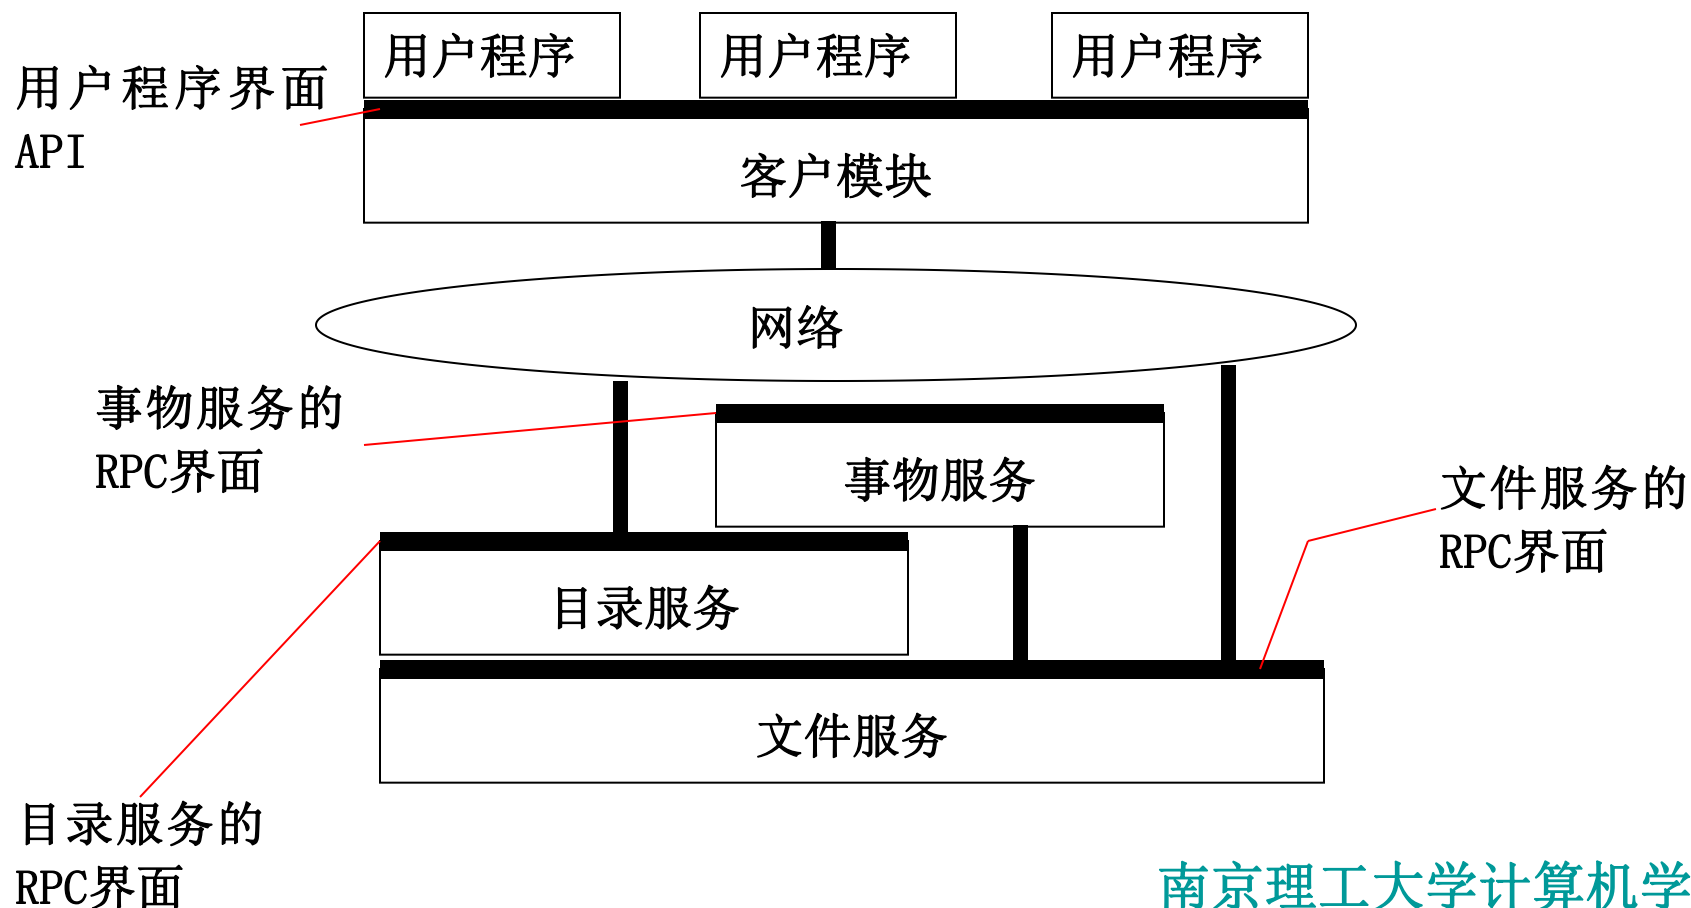 用户程序 用户程序 用户程序
用户程序界面
API
客户模块
网络
事物服务的
RPC界面
事物服务
文件服务的
RPC界面
目录服务
文件服务
目录服务的
RPC界面
南京理工大学计算机学